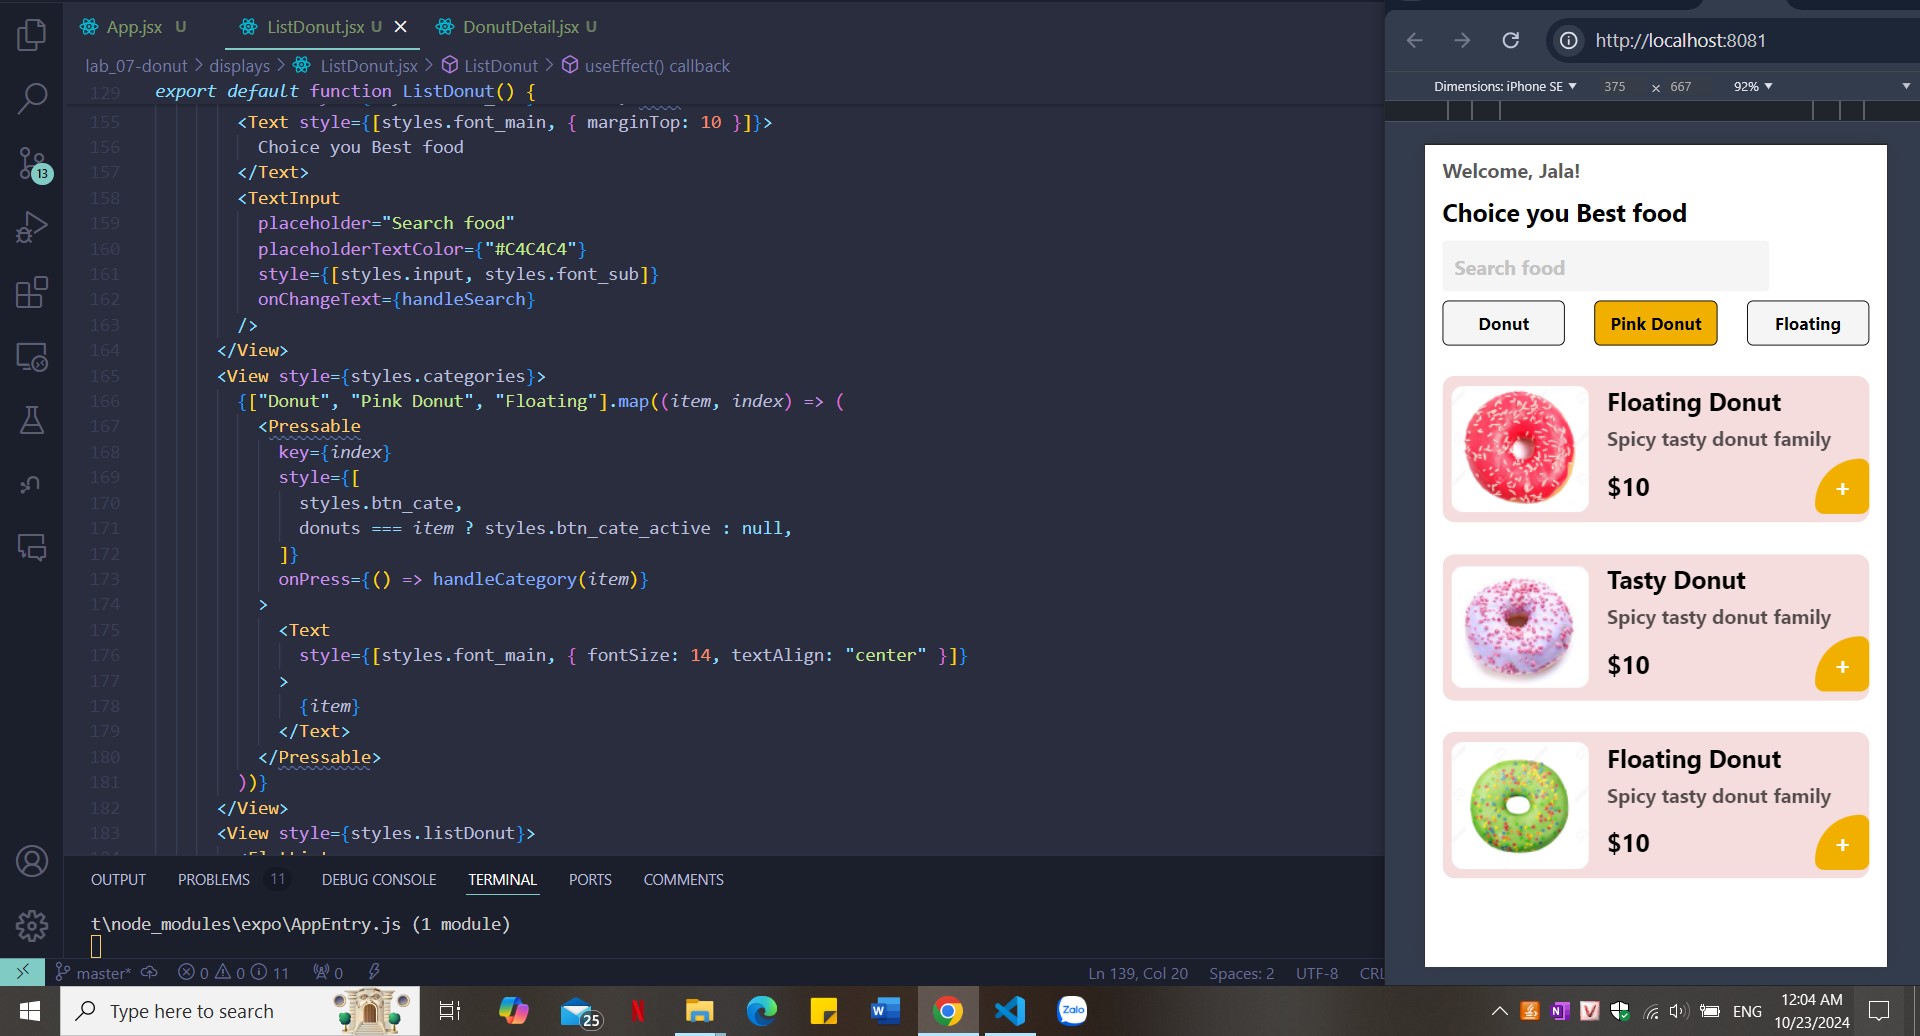 App.jsx U
ListDonut.jsx U
DonutDetail.jsx U
lab_07-donut > displays > ListDonut.jsx > ListDonut > useEffect() callback
129 export default function ListDonut() {
155 <Text style={[styles.font_main, { marginTop: 10 }]}>
156 Choice you Best food
157 </Text>
158 <TextInput
159 placeholder="Search food"
160 placeholderTextColor={"#C4C4C4"}
161 style={[styles.input, styles.font_sub]}
162 onChangeText={handleSearch}
163 />
164 </View>
165 <View style={styles.categories}>
166 {["Donut", "Pink Donut", "Floating"].map((item, index) => (
167 <Pressable
168 key={index}
169 style={[
170 styles.btn_cate,
171 donuts === item ? styles.btn_cate_active : null,
172 ]}
173 onPress={() => handleCategory(item)}
174 >
175 <Text
176 style={[styles.font_main, { fontSize: 14, textAlign: "center" }]}
177 >
178 {item}
179 </Text>
180 </Pressable>
181 ))}
182 </View>
183 <View style={styles.listDonut}>
13
OUTPUT PROBLEMS 11 DEBUG CONSOLE TERMINAL PORTS COMMENTS
t\node_modules\expo\AppEntry.js (1 module)
master* 0 0 11 0 Ln 139, Col 20 Spaces: 2 UTF-8 CRL
http://localhost:8081
Dimensions: iPhone SE 375 × 667 92%
Welcome, Jala!
Choice you Best food
Search food
Donut Pink Donut Floating
Floating Donut
Spicy tasty donut family
$10
+
Tasty Donut
Spicy tasty donut family
$10
+
Floating Donut
Spicy tasty donut family
$10
+
Type here to search
25
N
W
Zalo
N
V
ENG
12:04 AM
10/23/2024